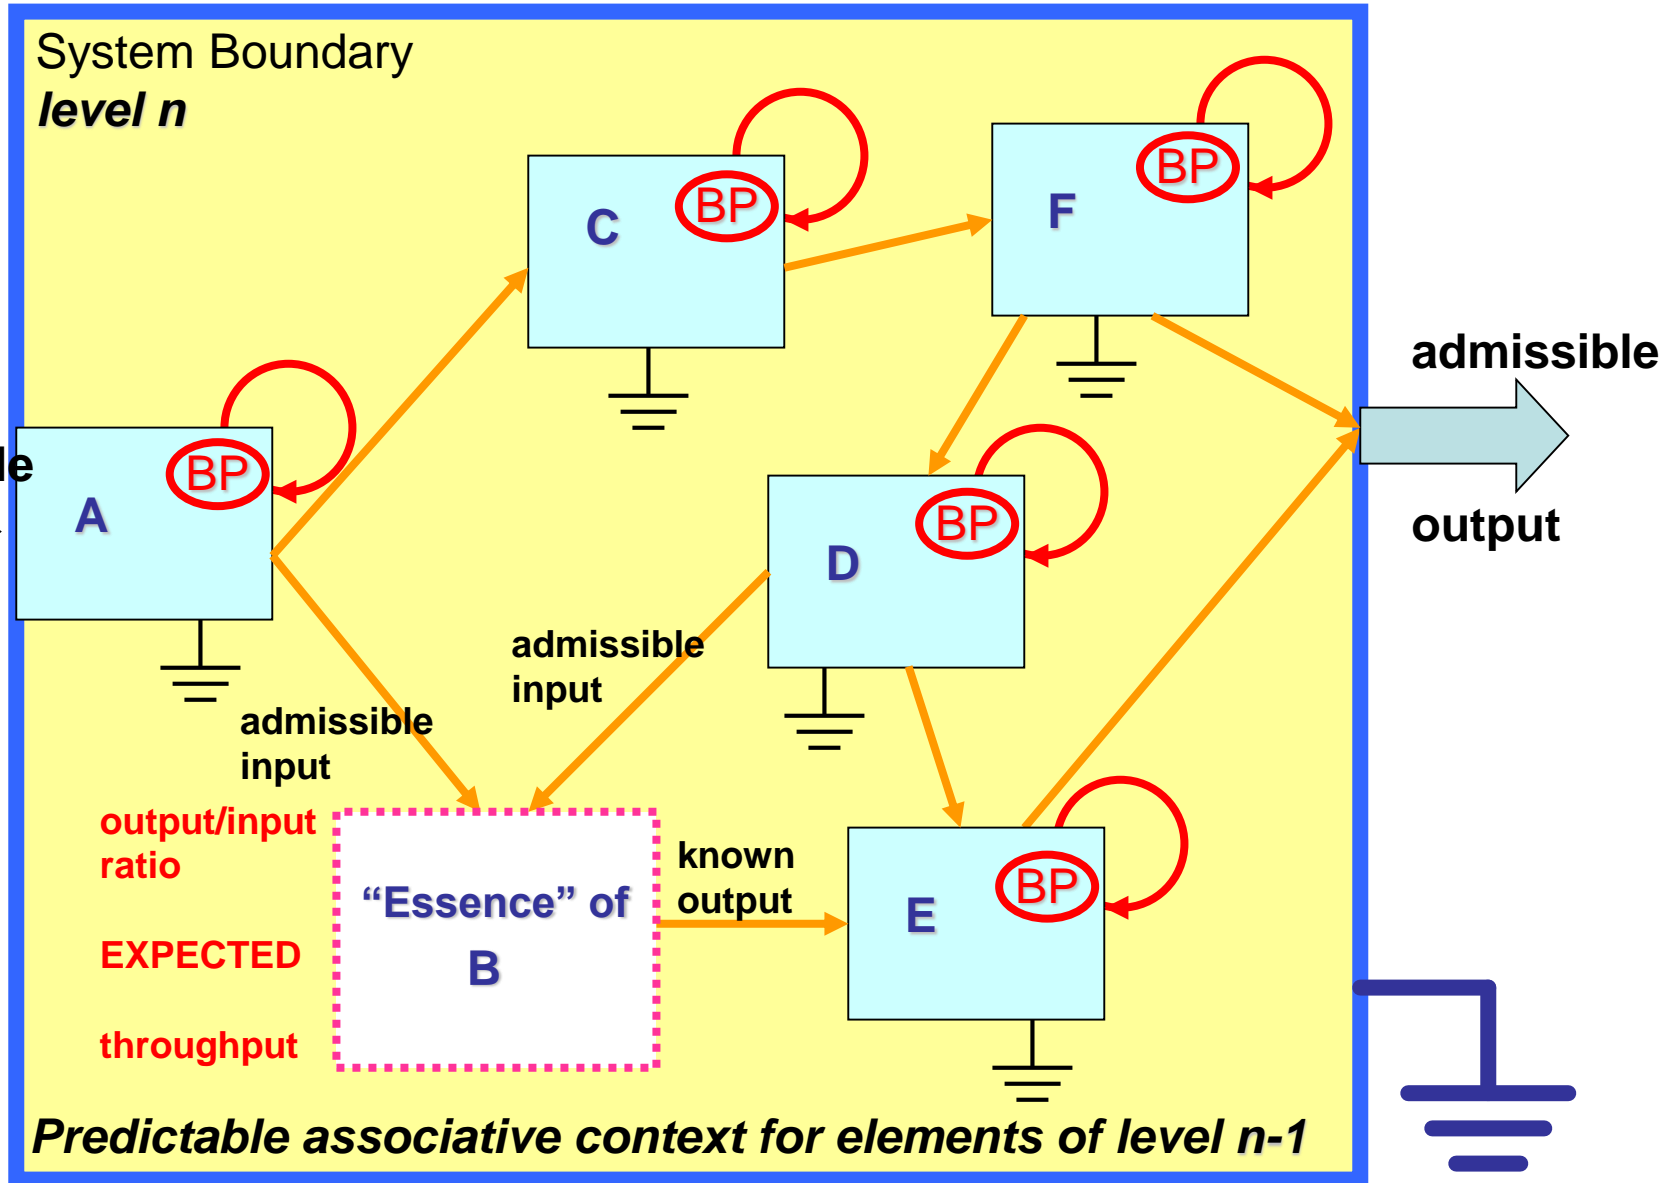 System Boundary
level n
BP
F
BP
C
admissible
BP
A
output
BP
D
admissible
input
admissible
input
output/input
ratio
known
output
BP
E
“Essence” of
B
EXPECTED
throughput
Predictable associative context for elements of level n-1